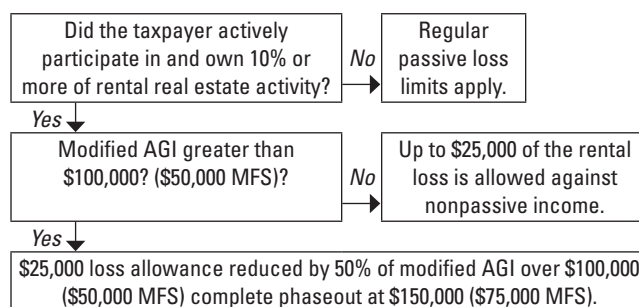 Did the taxpayer actively
participate in and own 10% or
more of rental real estate activity?
No
Regular
passive loss
limits apply.
Yes
Modified AGI greater than
$100,000? ($50,000 MFS)?
No
Up to $25,000 of the rental
loss is allowed against
nonpassive income.
Yes
$25,000 loss allowance reduced by 50% of modified AGI over $100,000
($50,000 MFS) complete phaseout at $150,000 ($75,000 MFS).